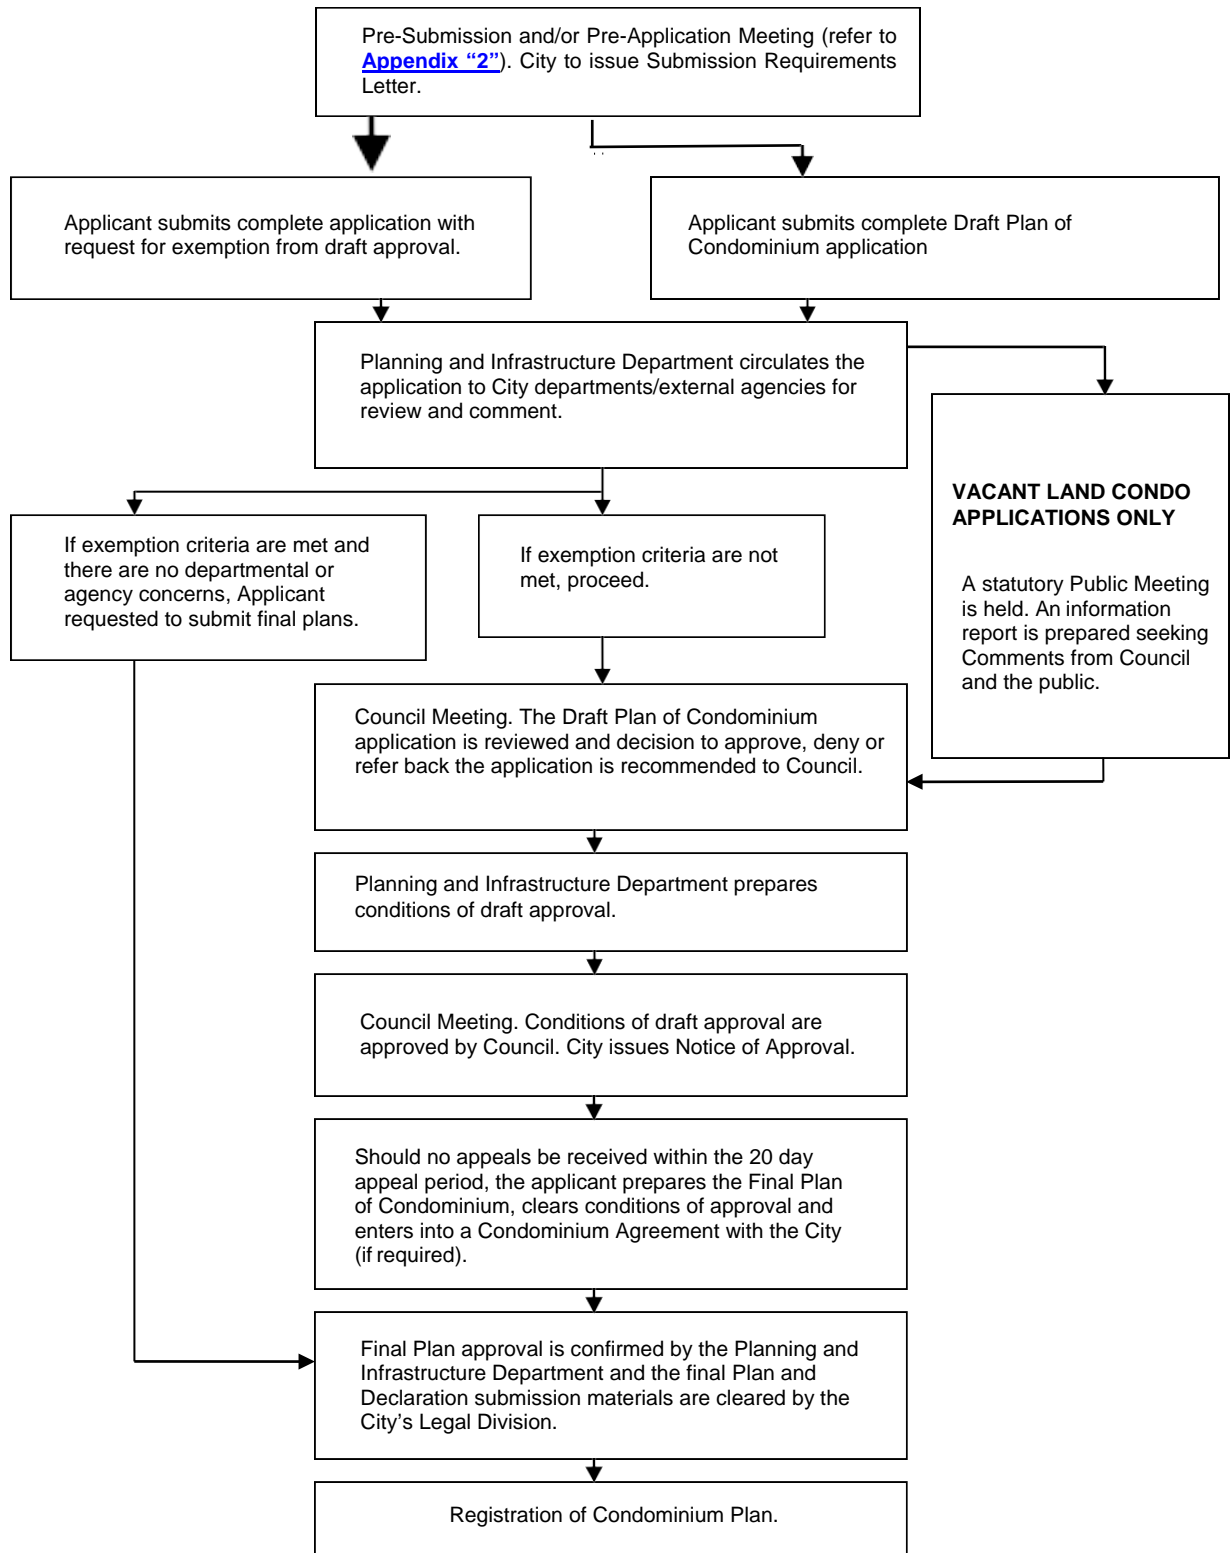 Pre-Submission and/or Pre-Application Meeting (refer to
Appendix “2”). City to issue Submission Requirements
Letter.
Applicant submits complete application with
request for exemption from draft approval.
Applicant submits complete Draft Plan of
Condominium application
Planning and Infrastructure Department circulates the
application to City departments/external agencies for
review and comment.
VACANT LAND CONDO
APPLICATIONS ONLY
A statutory Public Meeting
is held. An information
report is prepared seeking
Comments from Council
and the public.
If exemption criteria are met and
there are no departmental or
agency concerns, Applicant
requested to submit final plans.
If exemption criteria are not
met, proceed.
Council Meeting. The Draft Plan of Condominium
application is reviewed and decision to approve, deny or
refer back the application is recommended to Council.
Planning and Infrastructure Department prepares
conditions of draft approval.
Council Meeting. Conditions of draft approval are
approved by Council. City issues Notice of Approval.
Should no appeals be received within the 20 day
appeal period, the applicant prepares the Final Plan
of Condominium, clears conditions of approval and
enters into a Condominium Agreement with the City
(if required).
Final Plan approval is confirmed by the Planning and
Infrastructure Department and the final Plan and
Declaration submission materials are cleared by the
City’s Legal Division.
Registration of Condominium Plan.